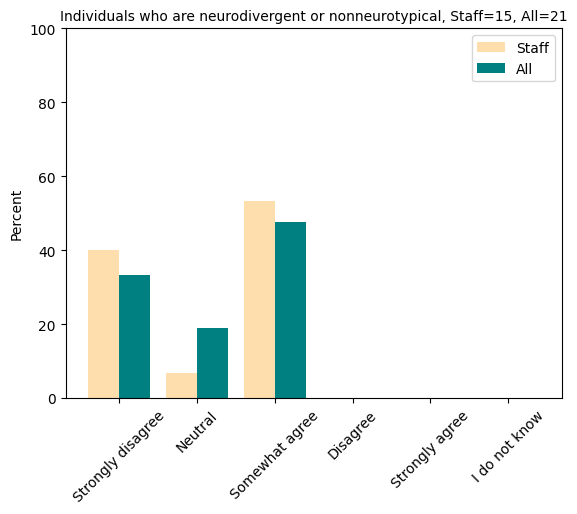 Individuals who are neurodivergent or nonneurotypical, Staff=15, All=21
Staff
All
Percent
100
80
60
40
20
0
Strongly disagree
Neutral
Somewhat agree
Disagree
Strongly agree
I do not know